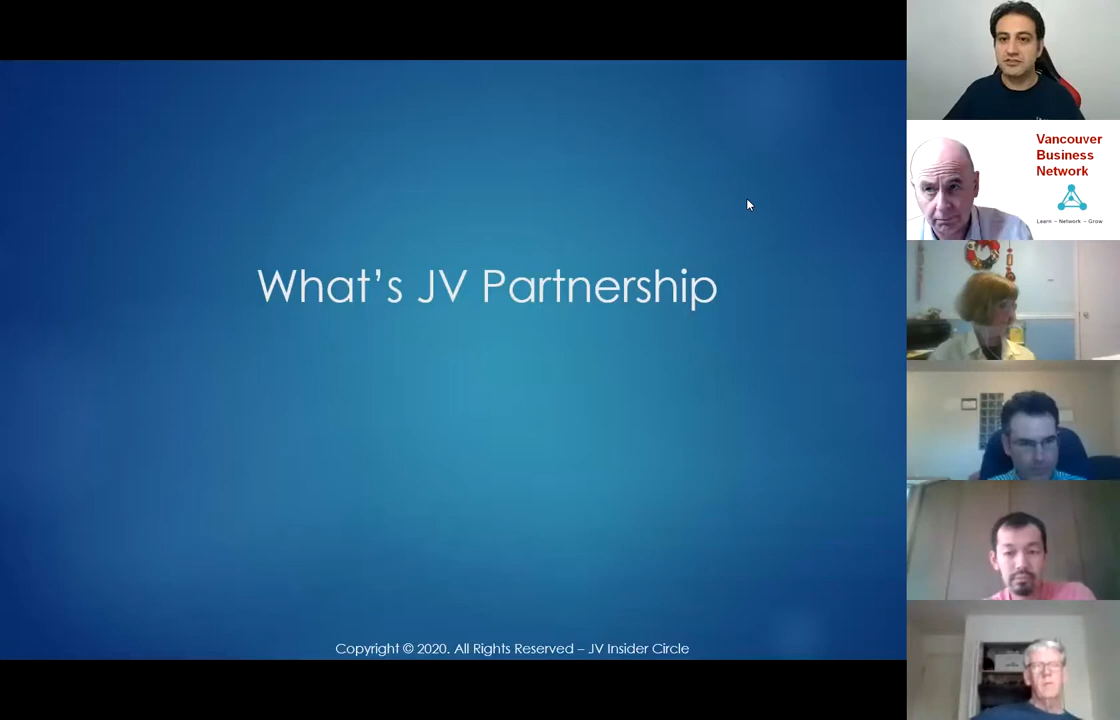 What's JV Partnership
Copyright © 2020. All Rights Reserved – JV Insider Circle
Vancouver
Business
Network
Learn – Network – Grow